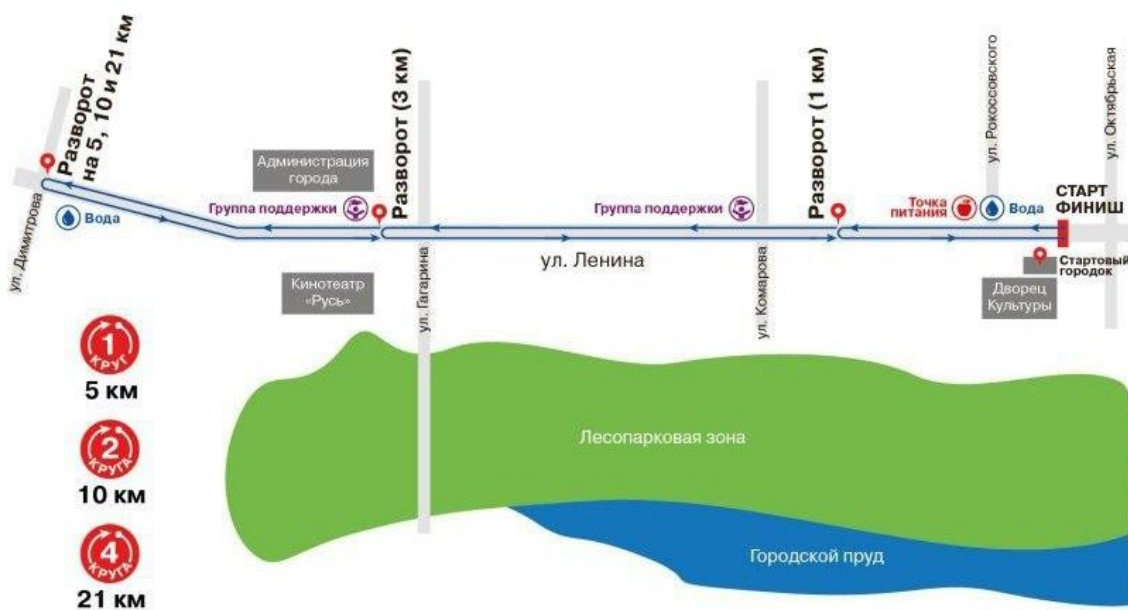 Разворот
на 5, 10 и 21 км
ул. Димитрова
Вода
Администрация
города
Группа поддержки
Разворот (3 км)
Кинотеатр
«Русь»
ул. Гагарина
ул. Ленина
Группа поддержки
ул. Комарова
Разворот (1 км)
Точка
питания
Вода
ул. Рокоссовского
ул. Октябрьская
СТАРТ
ФИНИШ
Стартовый
городок
Дворец
Культуры
1
КРУГ
5 км
2
КРУГА
10 км
4
КРУГА
21 км
Лесопарковая зона
Городской пруд